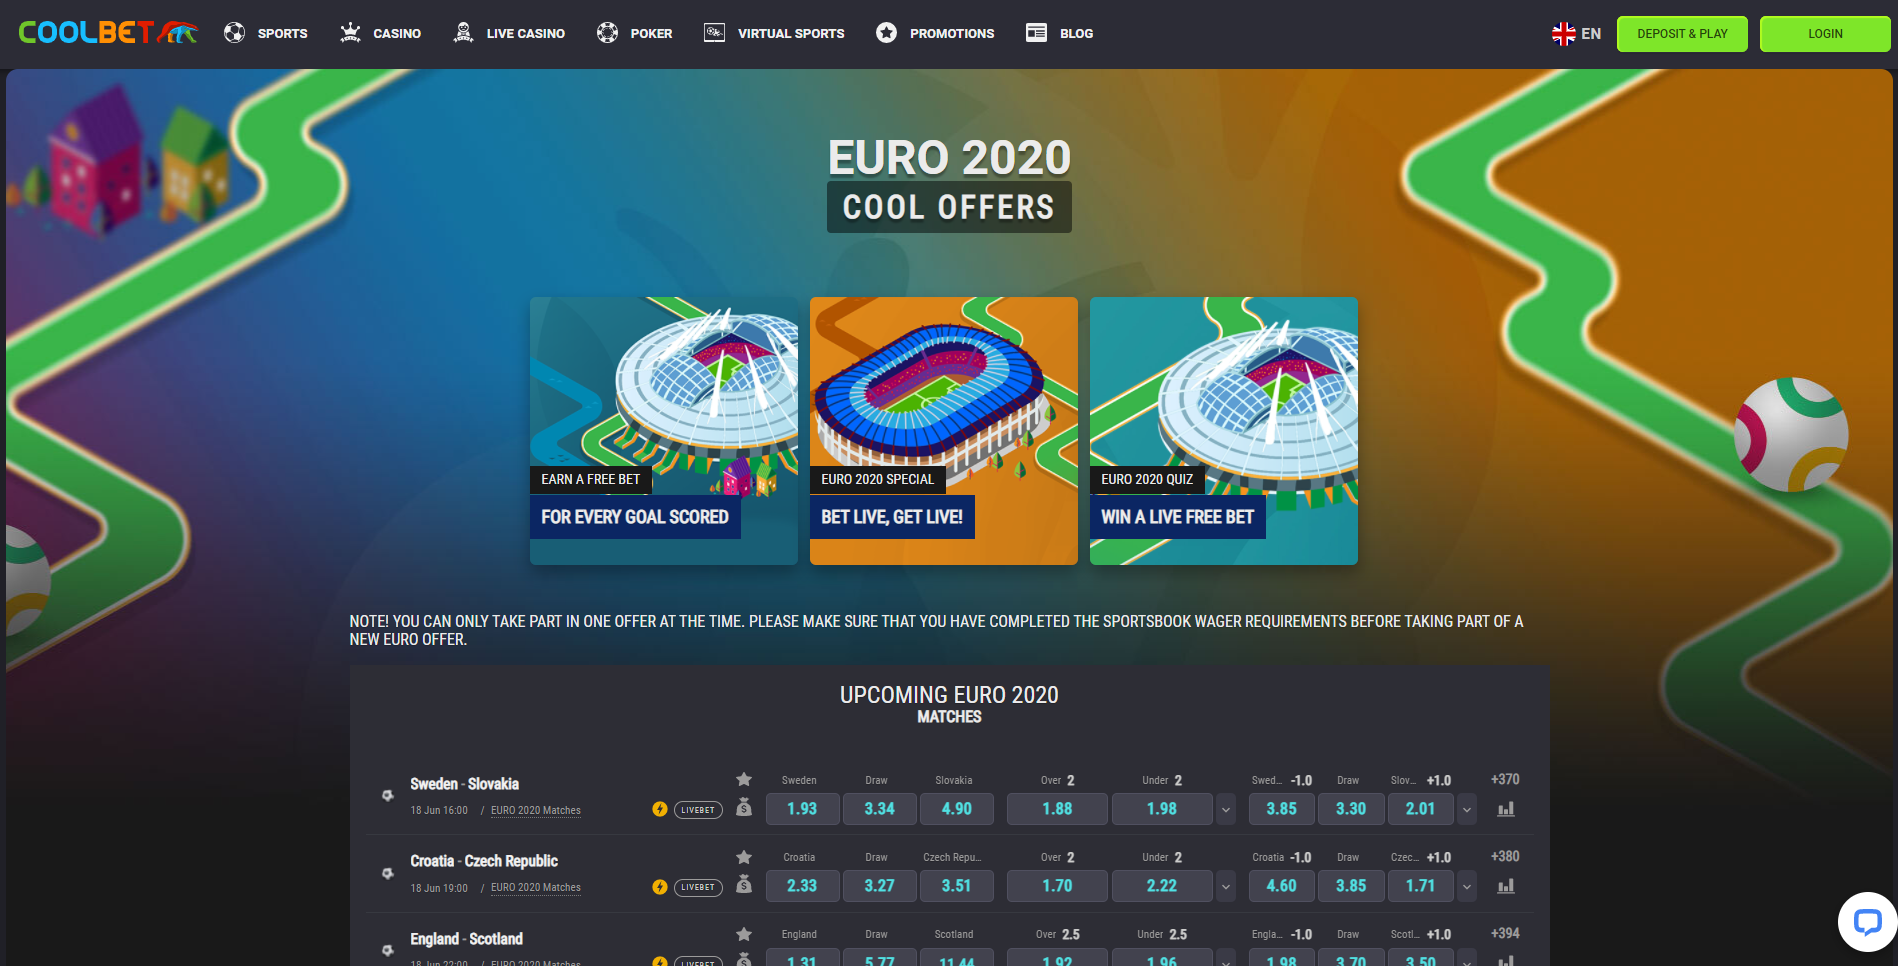 COOLBET SPORTS CASINO LIVE CASINO POKER VIRTUAL SPORTS PROMOTIONS BLOG EN DEPOSIT & PLAY LOGIN
EURO 2020
COOL OFFERS
EARN A FREE BET
FOR EVERY GOAL SCORED
EURO 2020 SPECIAL
BET LIVE, GET LIVE!
EURO 2020 QUIZ
WIN A LIVE FREE BET
NOTE! YOU CAN ONLY TAKE PART IN ONE OFFER AT THE TIME. PLEASE MAKE SURE THAT YOU HAVE COMPLETED THE SPORTSBOOK WAGER REQUIREMENTS BEFORE TAKING PART OF A
NEW EURO OFFER.
UPCOMING EURO 2020
MATCHES
Sweden - Slovakia
Sweden Draw Slovakia Over 2 Under 2 Swed... -1.0 Draw Slov... +1.0 +370
18 Jun 16:00 / EURO 2020 Matches LIVEBET 1.93 3.34 4.90 1.88 1.98 3.85 3.30 2.01
Croatia - Czech Republic
Croatia Draw Czech Repu... Over 2 Under 2 Croatia -1.0 Draw Czec... +1.0 +380
18 Jun 19:00 / EURO 2020 Matches LIVEBET 2.33 3.27 3.51 1.70 2.22 4.60 3.85 1.71
England - Scotland
England Draw Scotland Over 2.5 Under 2.5 Engla... -1.0 Draw Scotl... +1.0 +394
18 Jun 22:00 / EURO 2020 Matches LIVEBET 1.31 5.77 11.44 1.92 1.96 1.98 3.70 3.50